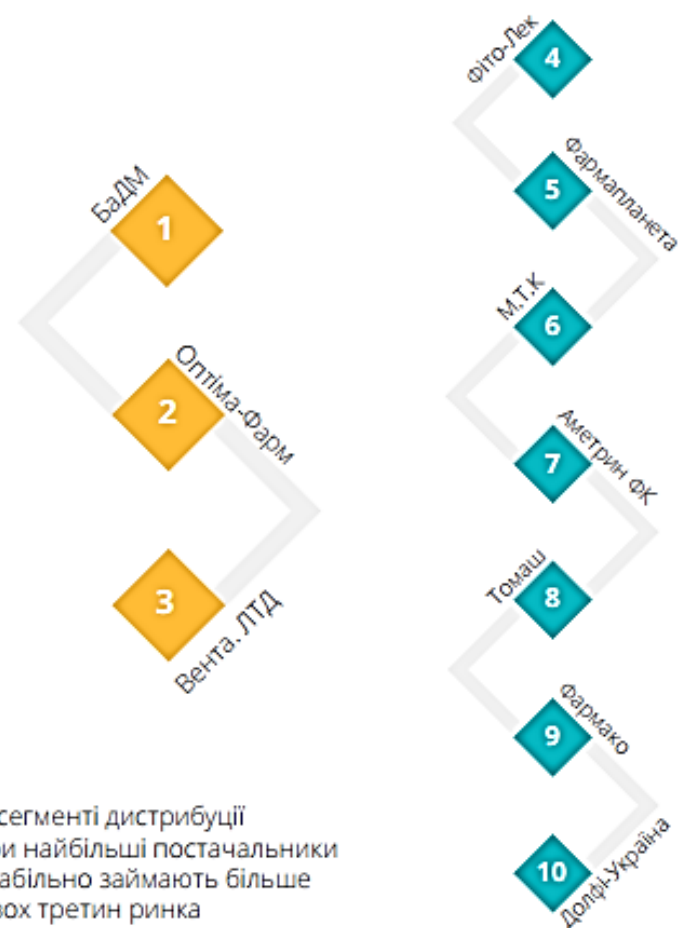 БаДМ
1
Оптіма-Фарм
2
3
Вента. ЛТД
Фіто-Лек
4
Фармапланета
5
М.Т.К
6
Аметрин ФК
7
Томаш
8
Фармако
9
10
Долфі-Україна
сегменті дистрибуції
и найбільші постачальники
абільно займають більше
вох третин ринка